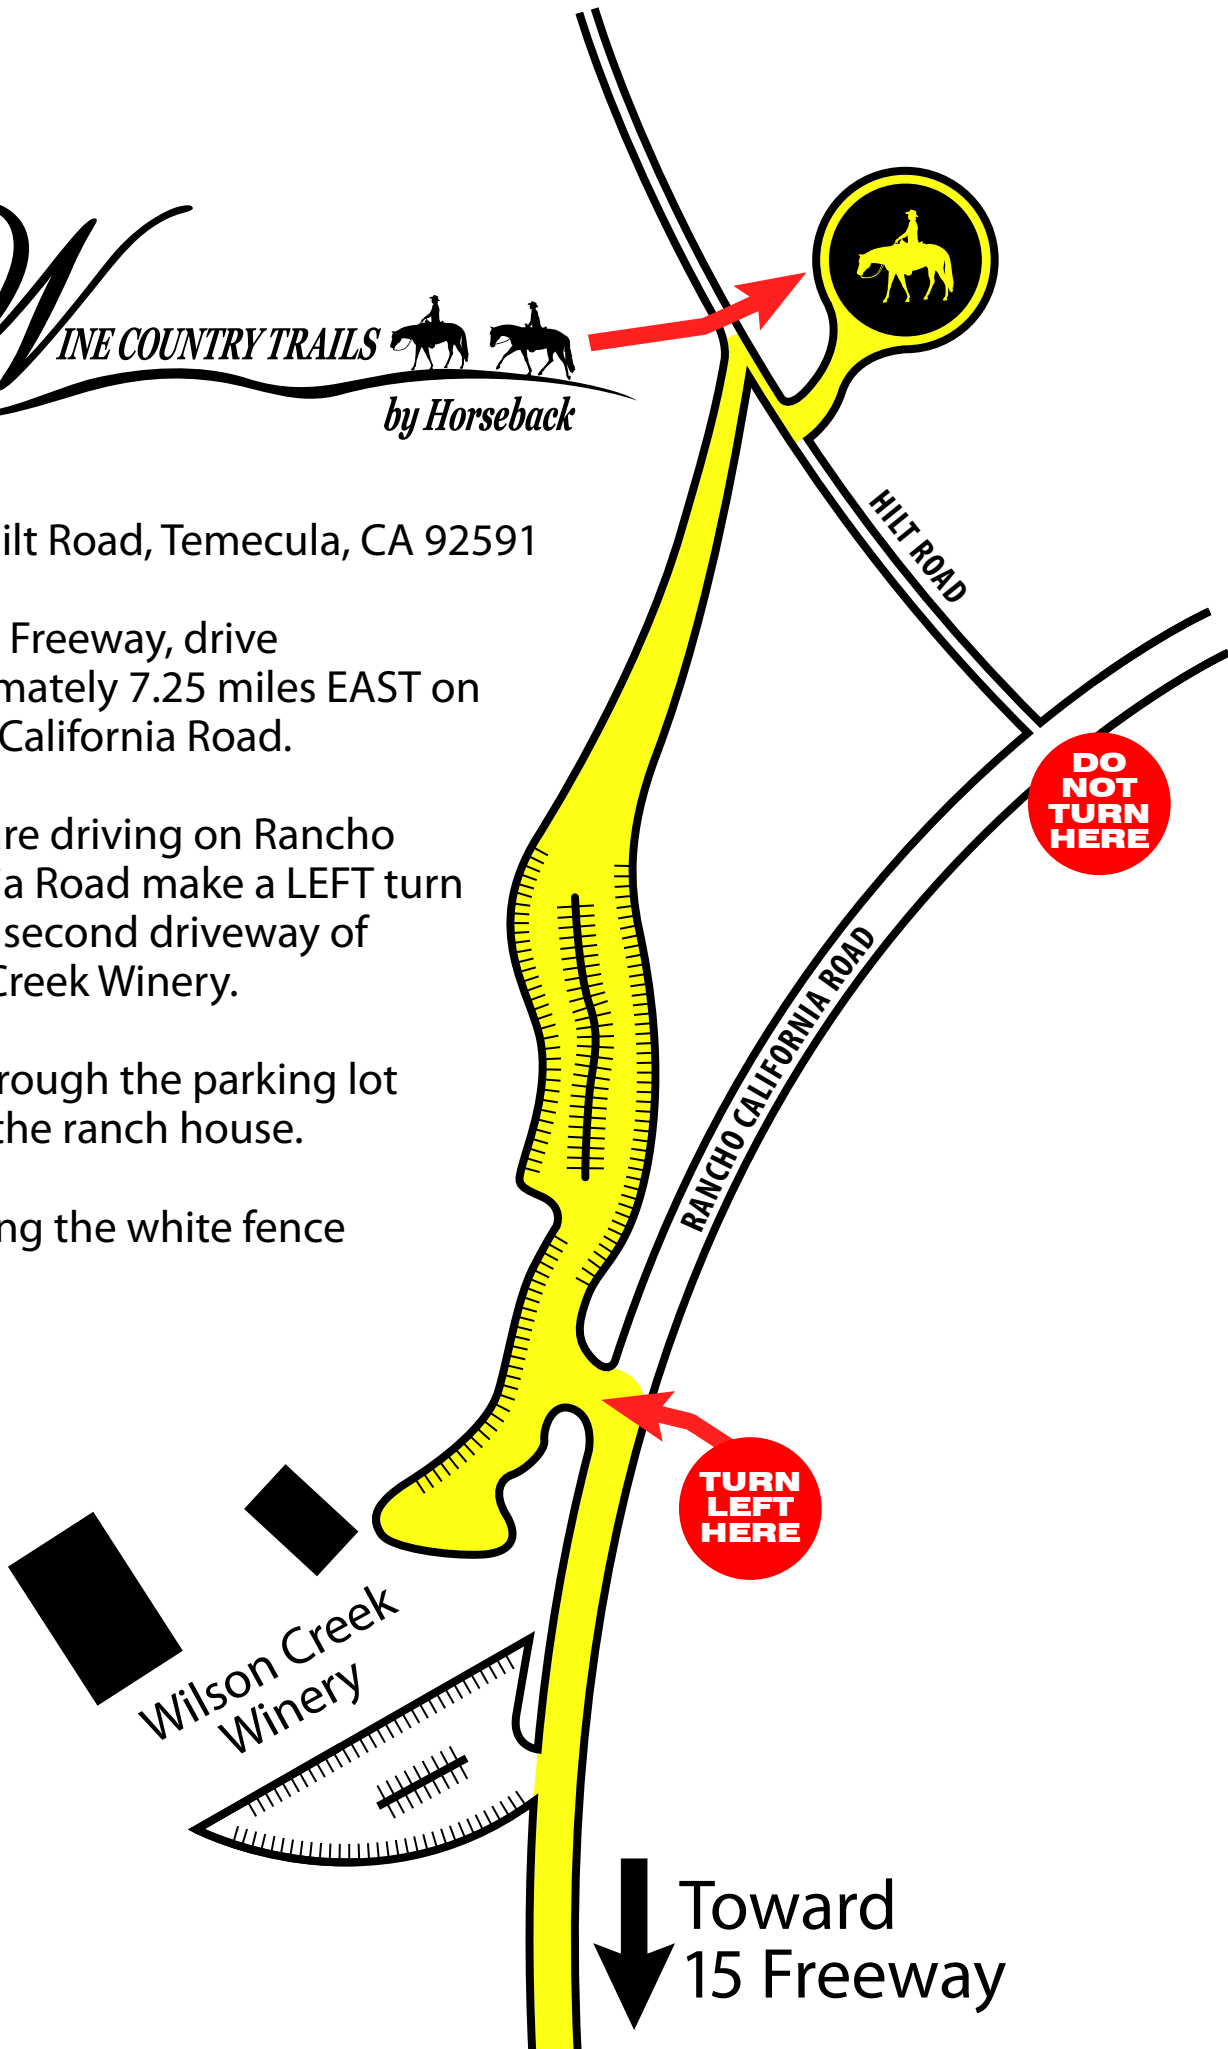 WINE COUNTRY TRAILS
by Horseback
ilt Road, Temecula, CA 92591
Freeway, drive
mately 7.25 miles EAST on
California Road.
are driving on Rancho
ia Road make a LEFT turn
second driveway of
Creek Winery.
rough the parking lot
the ranch house.
ng the white fence
HILT ROAD
DO
NOT
TURN
HERE
RANCHO CALIFORNIA ROAD
TURN
LEFT
HERE
Wilson Creek
Winery
Toward
15 Freeway